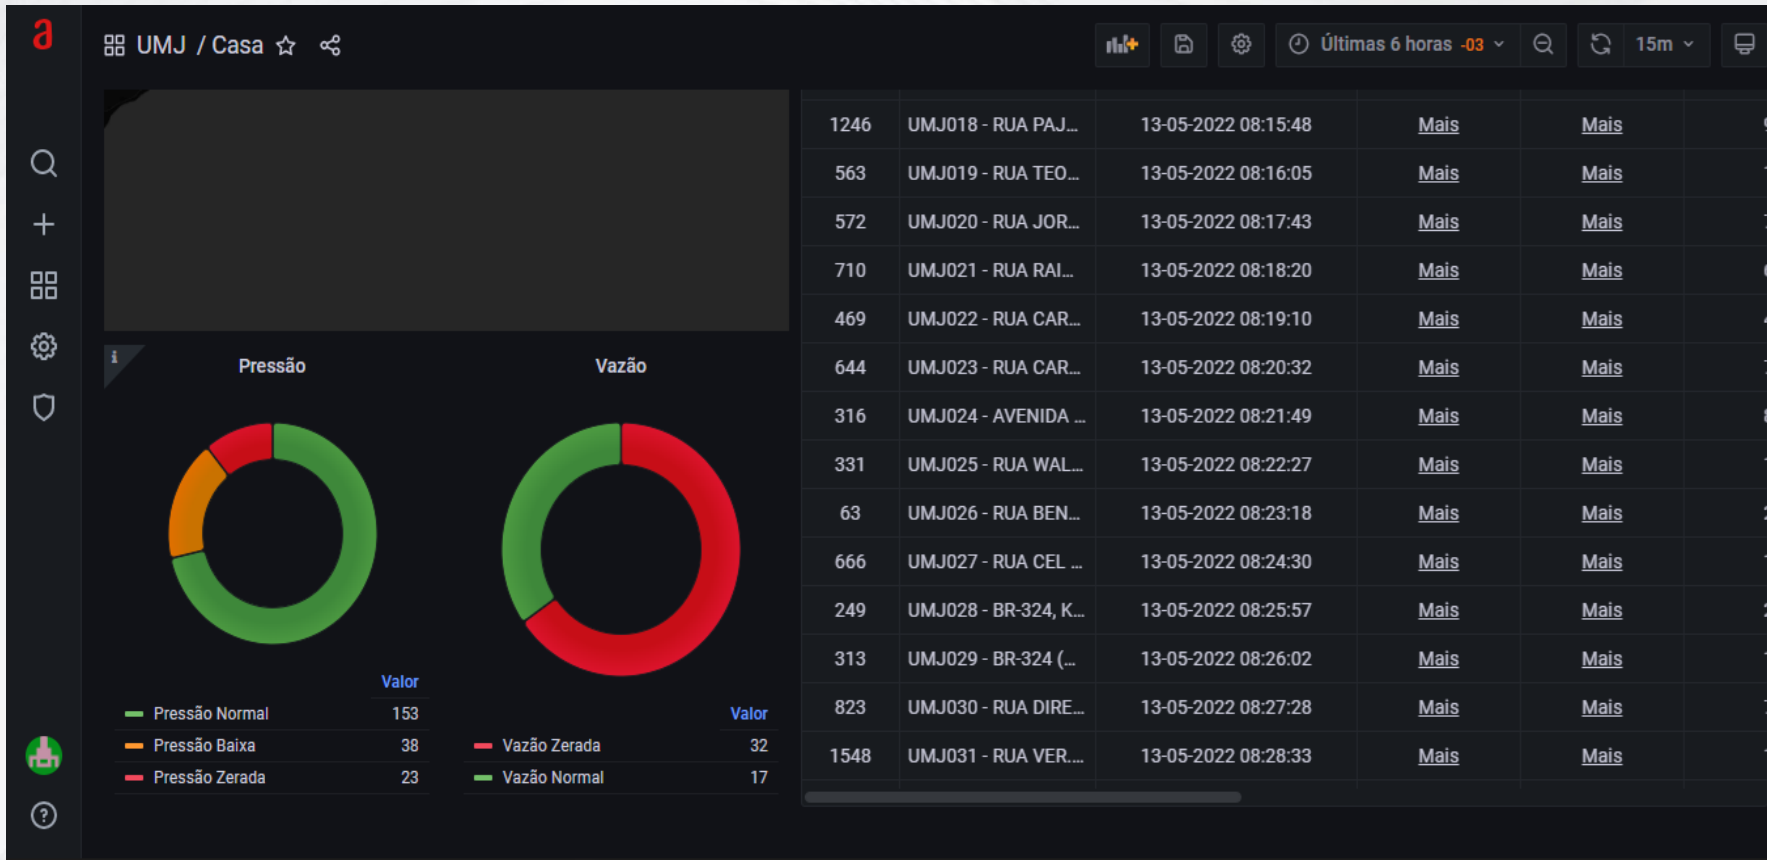 a
UMJ / Casa
Últimas 6 horas -03
15m
1246 UMJ018 - RUA PAJ... 13-05-2022 08:15:48 Mais Mais
563 UMJ019 - RUA TEO... 13-05-2022 08:16:05 Mais Mais
572 UMJ020 - RUA JOR... 13-05-2022 08:17:43 Mais Mais
710 UMJ021 - RUA RAI... 13-05-2022 08:18:20 Mais Mais
469 UMJ022 - RUA CAR... 13-05-2022 08:19:10 Mais Mais
644 UMJ023 - RUA CAR... 13-05-2022 08:20:32 Mais Mais
316 UMJ024 - AVENIDA ... 13-05-2022 08:21:49 Mais Mais
331 UMJ025 - RUA WAL... 13-05-2022 08:22:27 Mais Mais
63 UMJ026 - RUA BEN... 13-05-2022 08:23:18 Mais Mais
666 UMJ027 - RUA CEL ... 13-05-2022 08:24:30 Mais Mais
249 UMJ028 - BR-324, K... 13-05-2022 08:25:57 Mais Mais
313 UMJ029 - BR-324 (... 13-05-2022 08:26:02 Mais Mais
823 UMJ030 - RUA DIRE... 13-05-2022 08:27:28 Mais Mais
1548 UMJ031 - RUA VER.... 13-05-2022 08:28:33 Mais Mais
i
Pressão
Valor
Pressão Normal 153
Pressão Baixa 38
Pressão Zerada 23
Vazão
Valor
Vazão Zerada 32
Vazão Normal 17